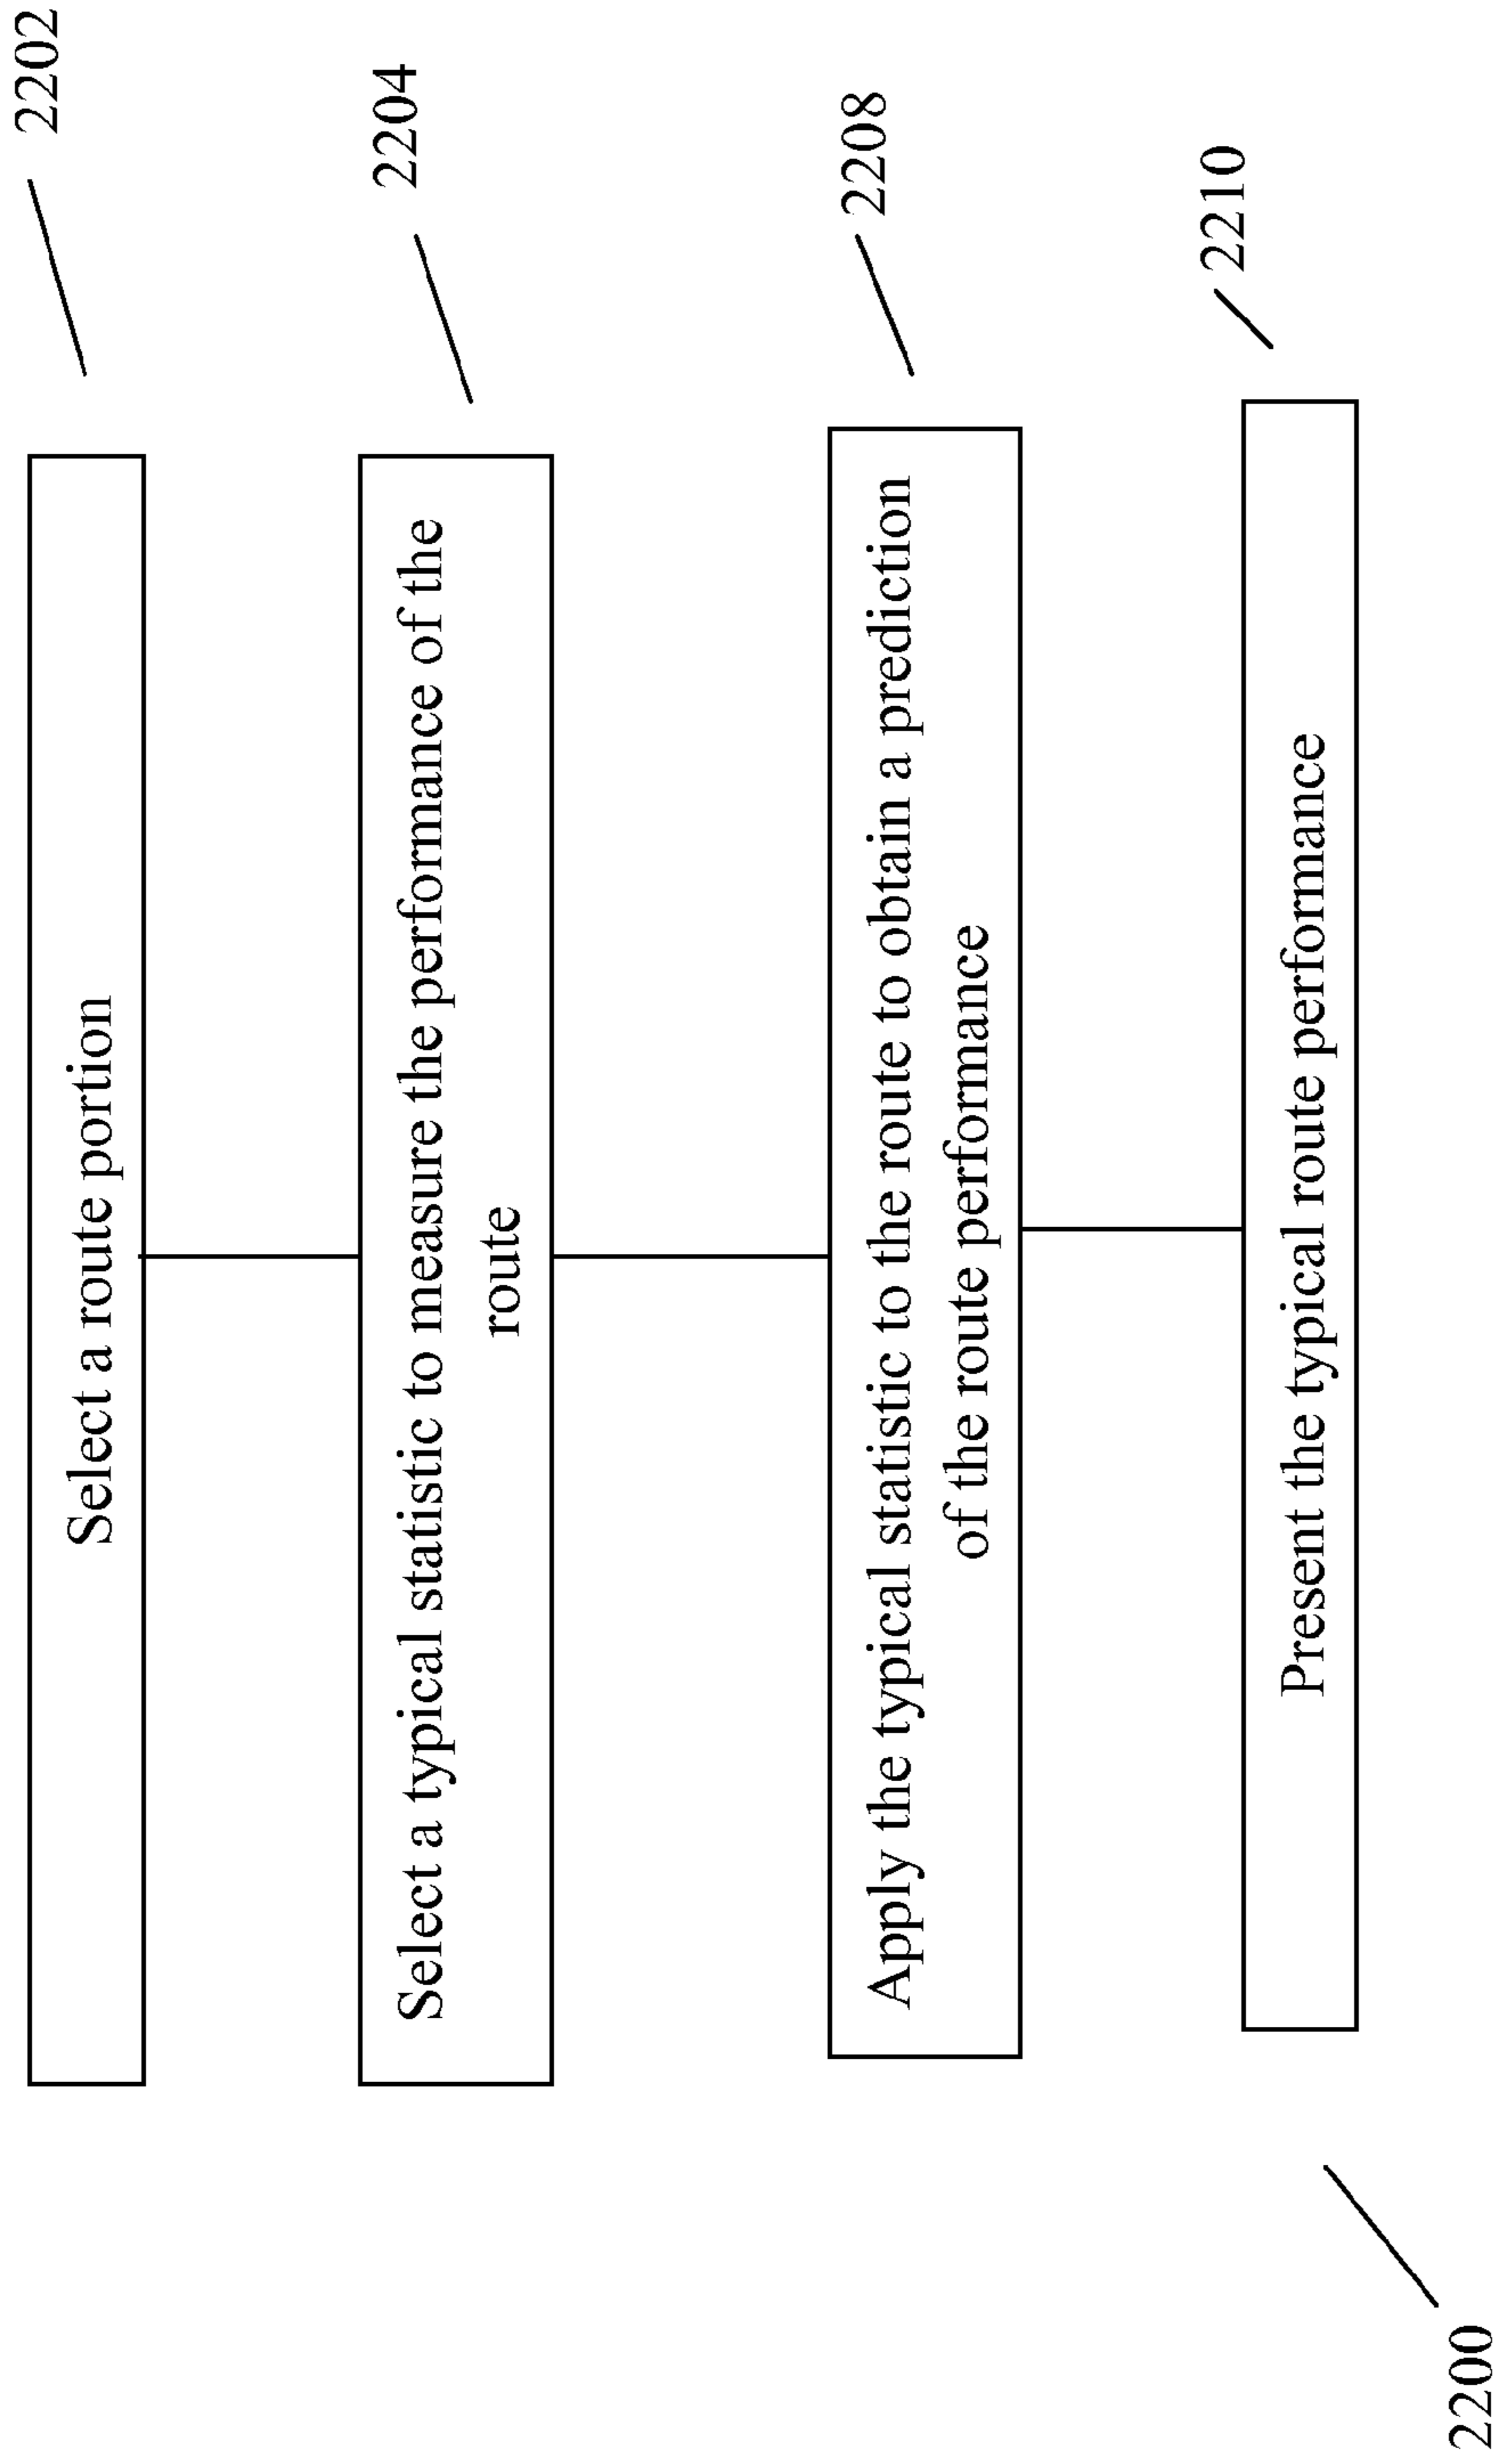 2202
Select a route portion
2204
Select a typical statistic to measure the performance of the
route
2208
Apply the typical statistic to the route to obtain a prediction
of the route performance
2210
Present the typical route performance
2200